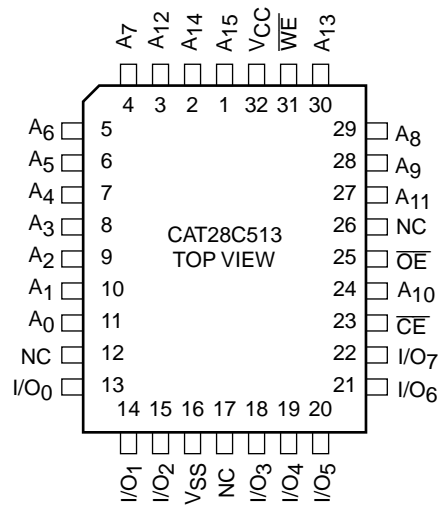 A7 A12 A14 A15 VCC W̅E̅ A13
4 3 2 1 32 31 30
A6 5 29 A8
A5 6 28 A9
A4 7 27 A11
A3 8 26 NC
CAT28C513
TOP VIEW
A2 9 25 O̅E̅
A1 10 24 A10
A0 11 23 C̅E̅
NC 12 22 I/O7
I/O0 13 21 I/O6
14 15 16 17 18 19 20
I/O1 I/O2 VSS NC I/O3 I/O4 I/O5